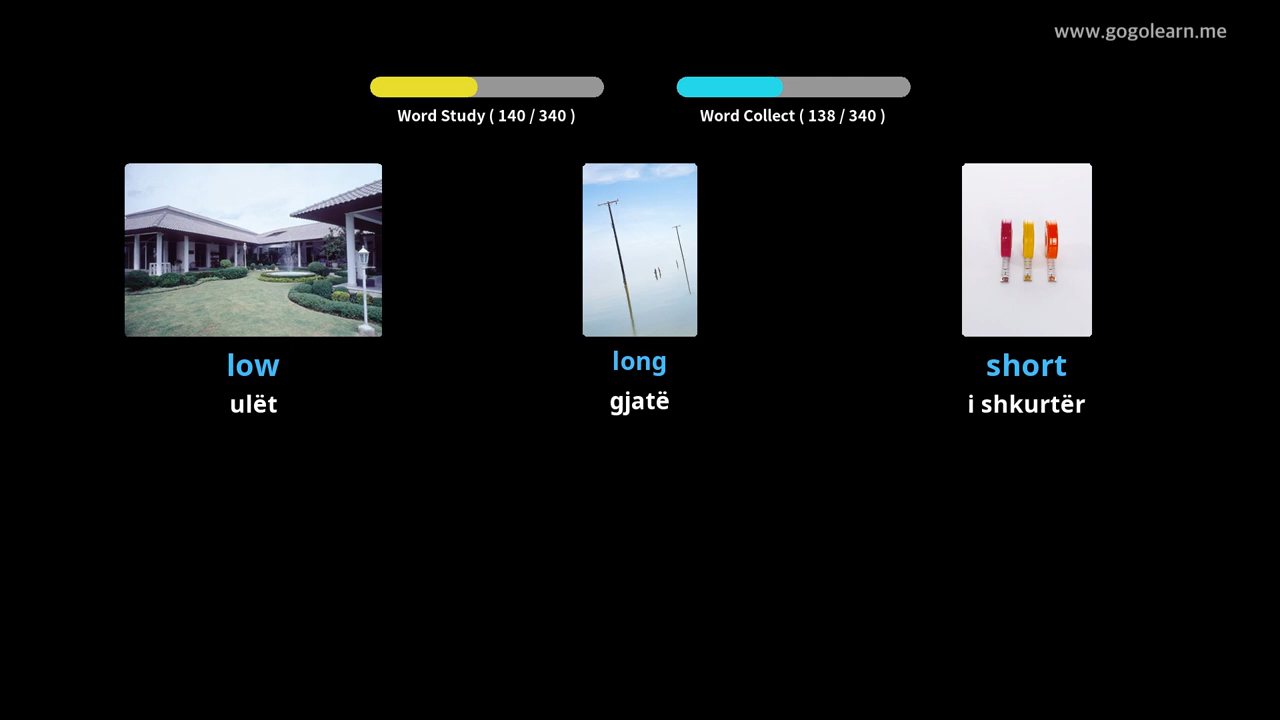 www.gogolearn.me
Word Study ( 140 / 340 )
Word Collect ( 138 / 340 )
low
ulët
long
gjatë
short
i shkurtër